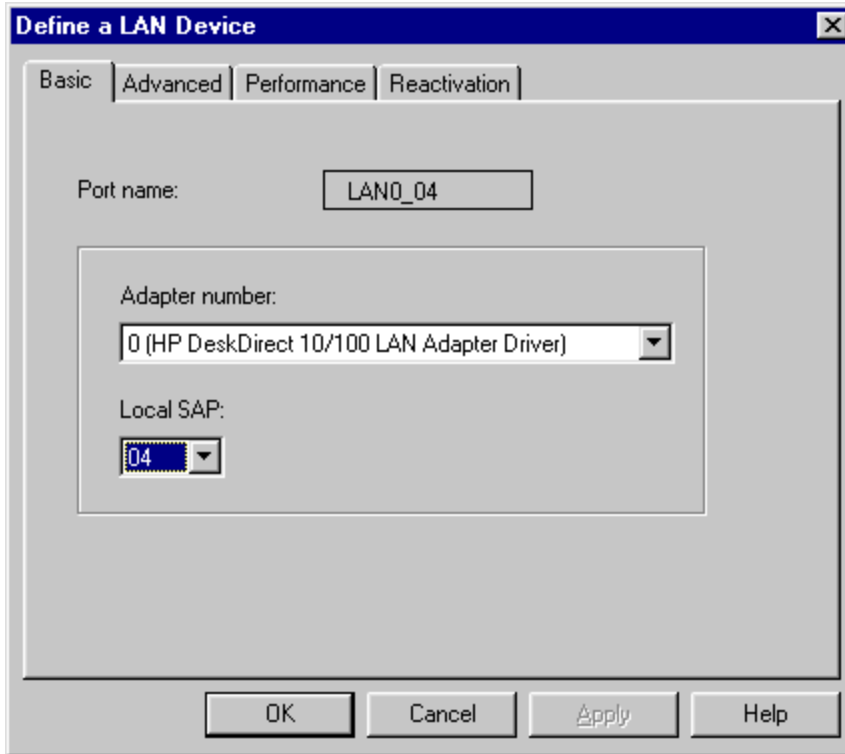 Define a LAN Device
Basic Advanced Performance Reactivation
Port name: LAN0_04
Adapter number:
0 (HP DeskDirect 10/100 LAN Adapter Driver)
Local SAP:
04
OK Cancel Apply Help